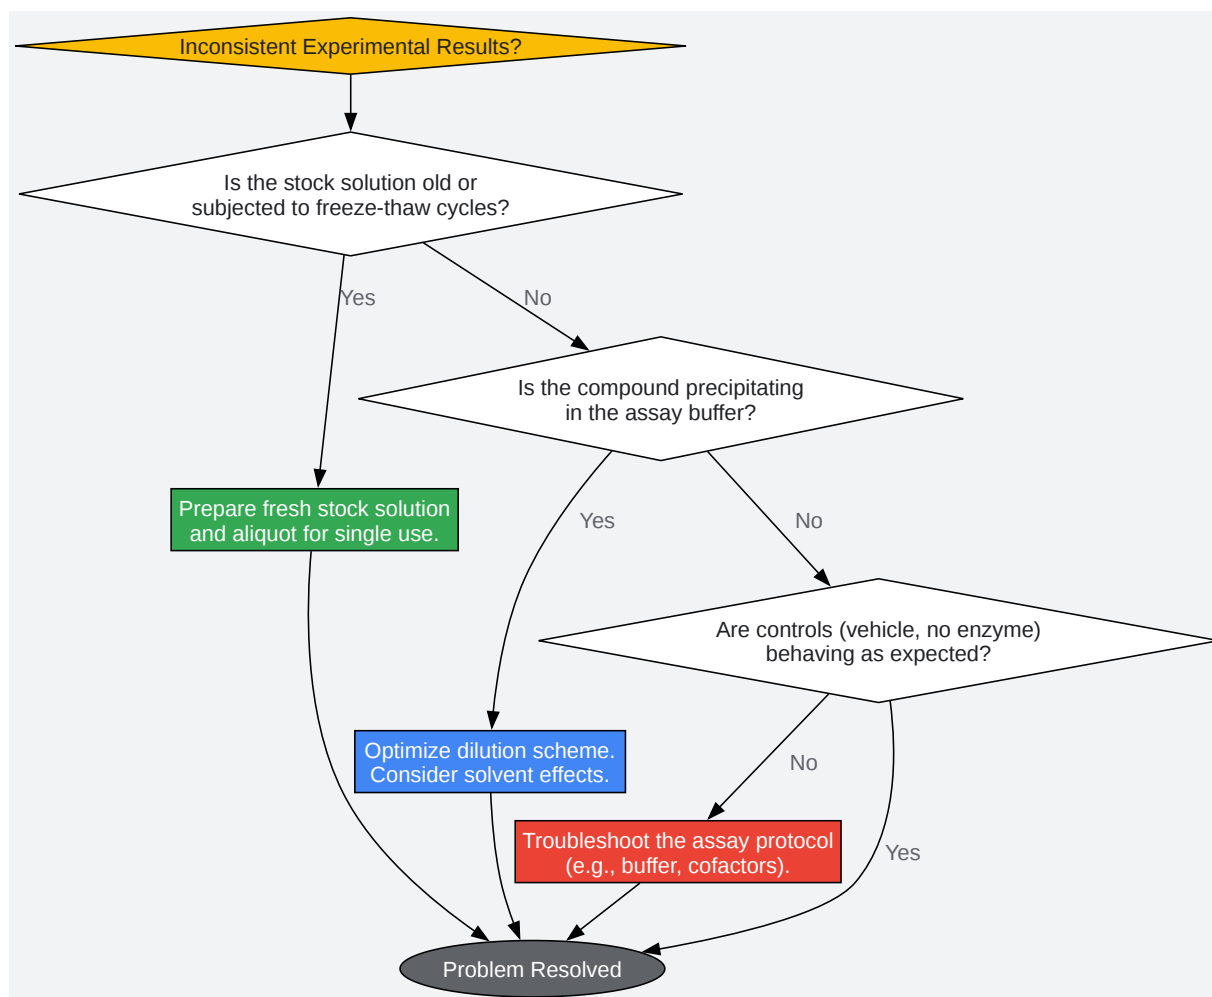 Inconsistent Experimental Results?
Is the stock solution old or
subjected to freeze-thaw cycles?
Yes
No
Is the compound precipitating
in the assay buffer?
Prepare fresh stock solution
and aliquot for single use.
Yes
No
Are controls (vehicle, no enzyme)
behaving as expected?
Optimize dilution scheme.
Consider solvent effects.
No
Troubleshoot the assay protocol
(e.g., buffer, cofactors).
Yes
Problem Resolved